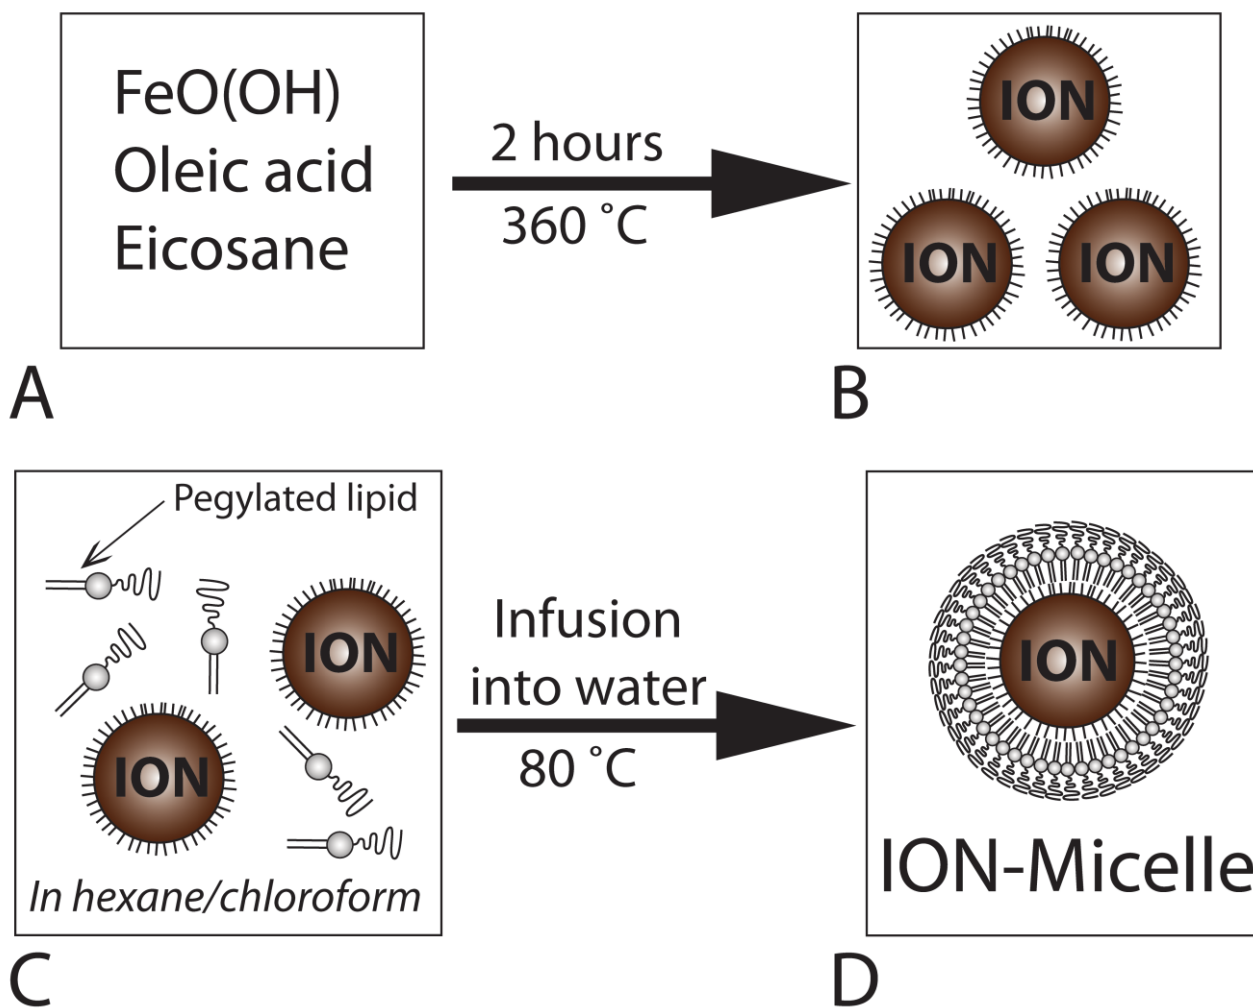 FeO(OH)
Oleic acid
Eicosane
2 hours
360 ˚C
ION
ION
ION
A
B
Pegylated lipid
ION
ION
In hexane/chloroform
Infusion
into water
80 ˚C
ION
ION-Micelle
C
D